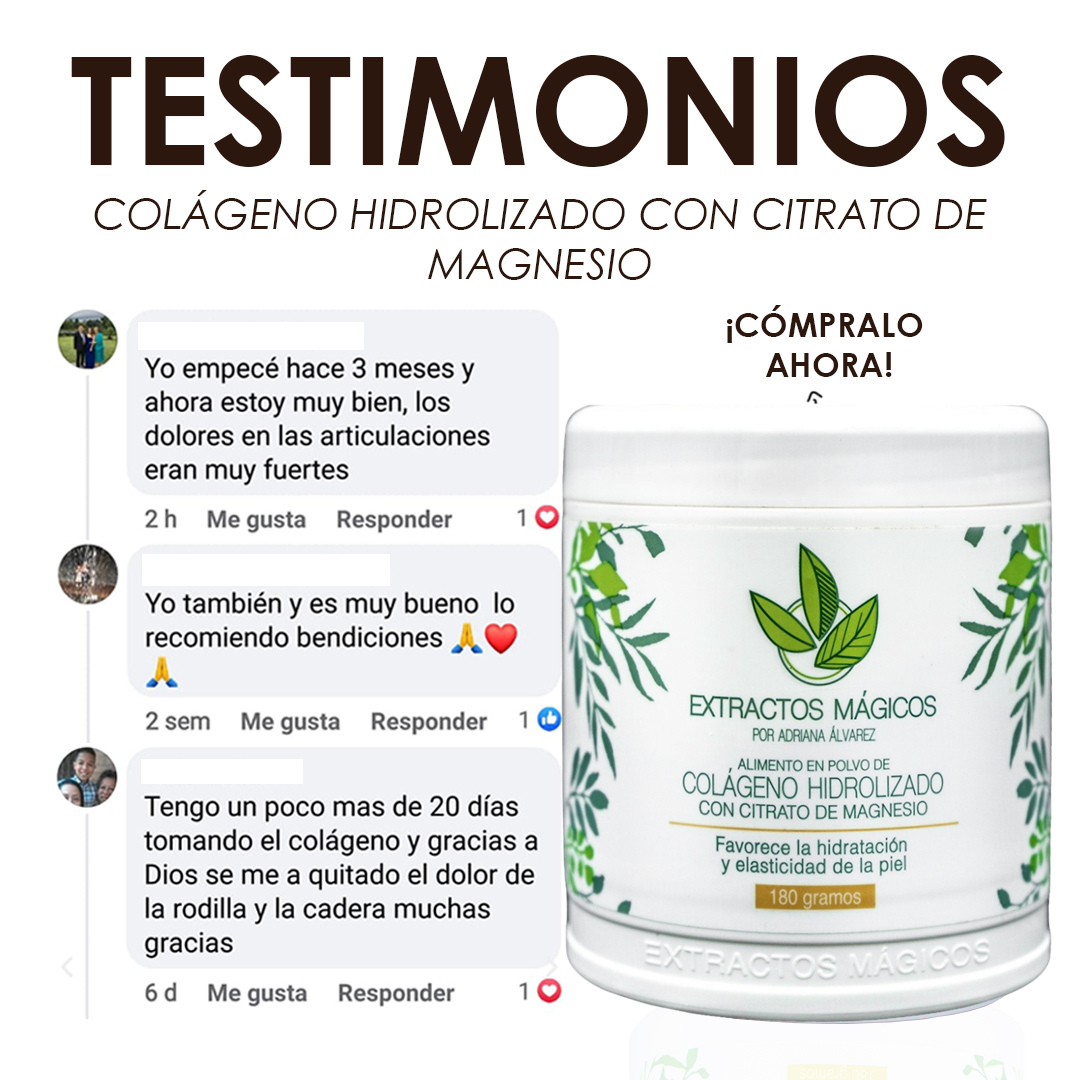 TESTIMONIOS
COLÁGENO HIDROLIZADO CON CITRATO DE
MAGNESIO
Yo empecé hace 3 meses y
ahora estoy muy bien, los
dolores en las articulaciones
eran muy fuertes
2 h Me gusta Responder 1
Yo también y es muy bueno lo
recomiendo bendiciones 🙏❤️
🙏
2 sem Me gusta Responder 1
Tengo un poco mas de 20 días
tomando el colágeno y gracias a
Dios se me a quitado el dolor de
la rodilla y la cadera muchas
gracias
6 d Me gusta Responder 1
¡CÓMPRALO
AHORA!
EXTRACTOS MÁGICOS
POR ADRIANA ÁLVAREZ
ALIMENTO EN POLVO DE
COLÁGENO HIDROLIZADO
CON CITRATO DE MAGNESIO
Favorece la hidratación
y elasticidad de la piel
180 gramos
EXTRACTOS MÁGICOS